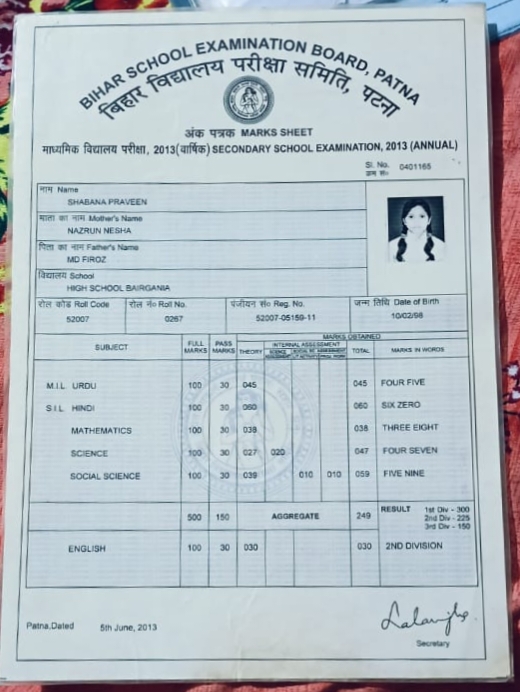 BIHAR SCHOOL EXAMINATION BOARD, PATNA
बिहार विद्यालय परीक्षा समिति, पटना
अंक पत्रक MARKS SHEET
माध्यमिक विद्यालय परीक्षा, 2013(वार्षिक) SECONDARY SCHOOL EXAMINATION, 2013 (ANNUAL)
Sl. No. 0401165
क्रम सं०
नाम Name
SHABANA PRAVEEN
माता का नाम Mother's Name
NAZRUN NESHA
पिता का नाम Father's Name
MD FIROZ
विद्यालय School
HIGH SCHOOL BAIRGANIA
रोल कोड Roll Code रोल नं० Roll No. पंजीयन सं० Reg. No. जन्म तिथि Date of Birth
52007 0267 52007-05159-11 10/02/98
SUBJECT FULL MARKS PASS MARKS MARKS OBTAINED
THEORY INTERNAL ASSESSMENT TOTAL MARKS IN WORDS
M.I.L. URDU 100 30 045 045 FOUR FIVE
S.I.L. HINDI 100 30 060 060 SIX ZERO
MATHEMATICS 100 30 038 038 THREE EIGHT
SCIENCE 100 30 027 020 047 FOUR SEVEN
SOCIAL SCIENCE 100 30 039 010 010 059 FIVE NINE
500 150 AGGREGATE 249 RESULT 1st Div - 300
2nd Div - 225
3rd Div - 150
ENGLISH 100 30 030 030 2ND DIVISION
Patna,Dated 5th June, 2013
Secretary